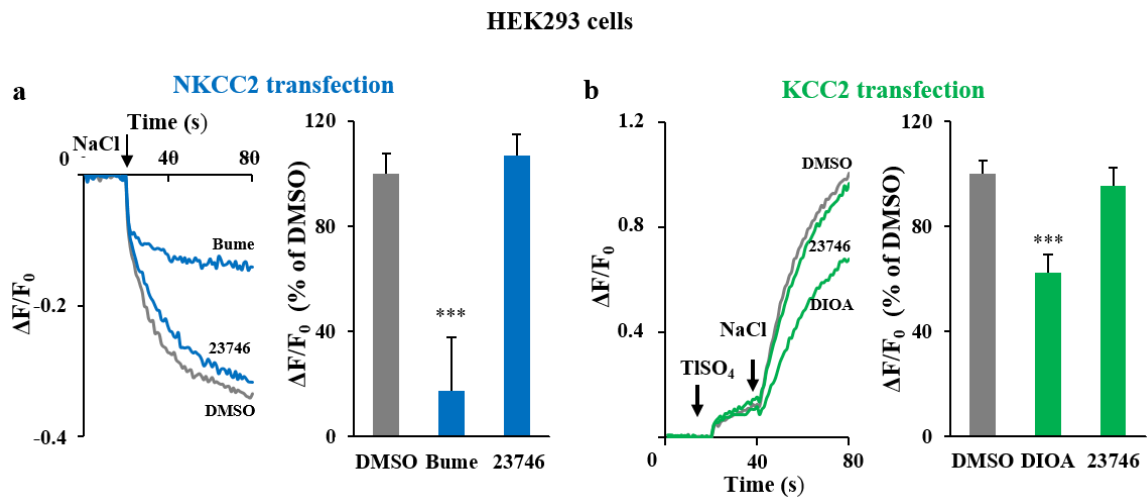 HEK293 cells
a
NKCC2 transfection
Time (s)
NaCl
0
40
80
Bume
-0.2
23746
DMSO
-0.4
ΔF/F0
120
80
40
0
ΔF/F0 (% of DMSO)
***
DMSO Bume 23746
b
KCC2 transfection
1.2
0.8
0.4
ΔF/F0
DMSO
23746
DIOA
NaCl
TlSO4
0
40
80
Time (s)
120
80
40
0
ΔF/F0 (% of DMSO)
***
DMSO DIOA 23746